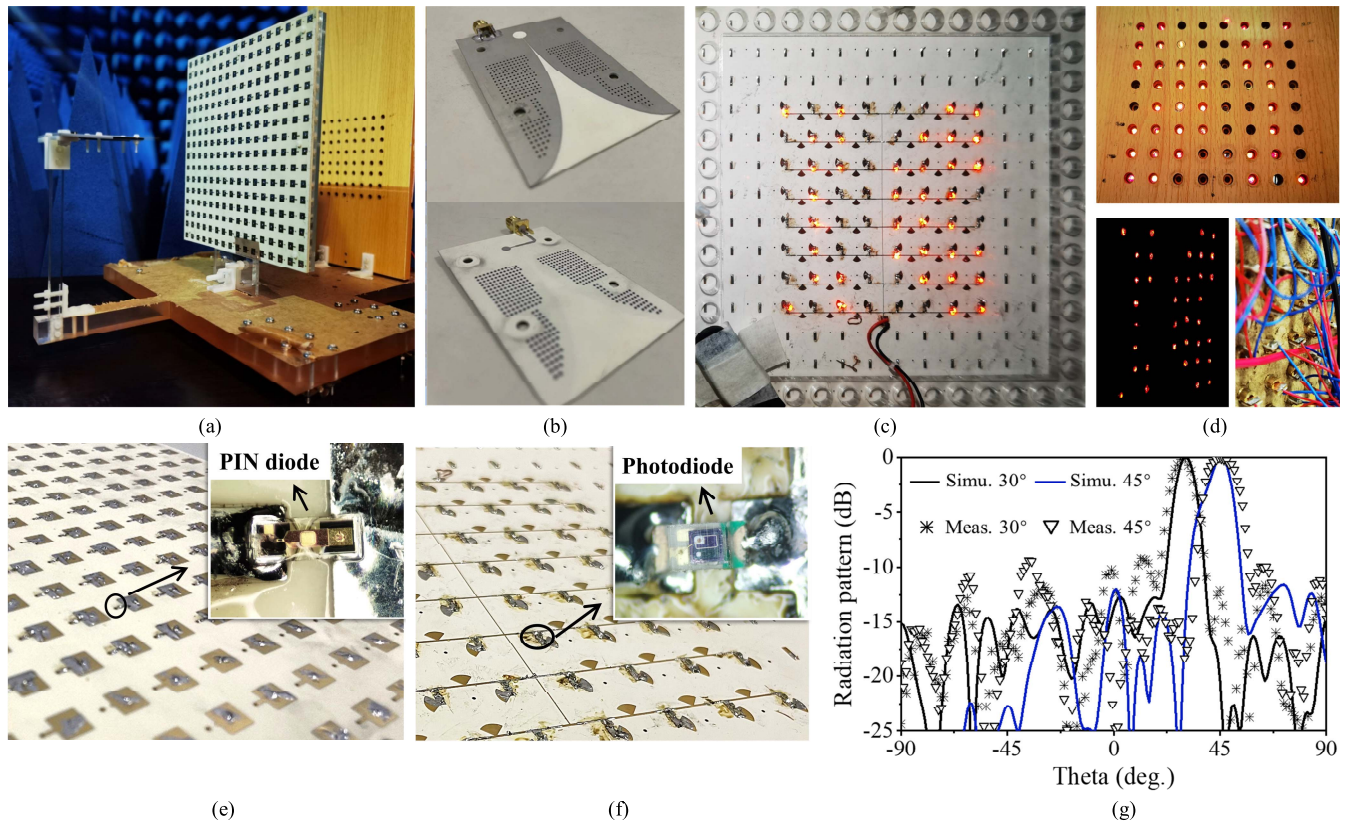 (a)
(b)
(c)
(d)
PIN diode
Photodiode
(e)
(f)
Radiation pattern (dB)
0
-5
-10
-15
-20
-25
Simu. 30°
Simu. 45°
Meas. 30°
Meas. 45°
-90
-45
0
45
90
Theta (deg.)
(g)